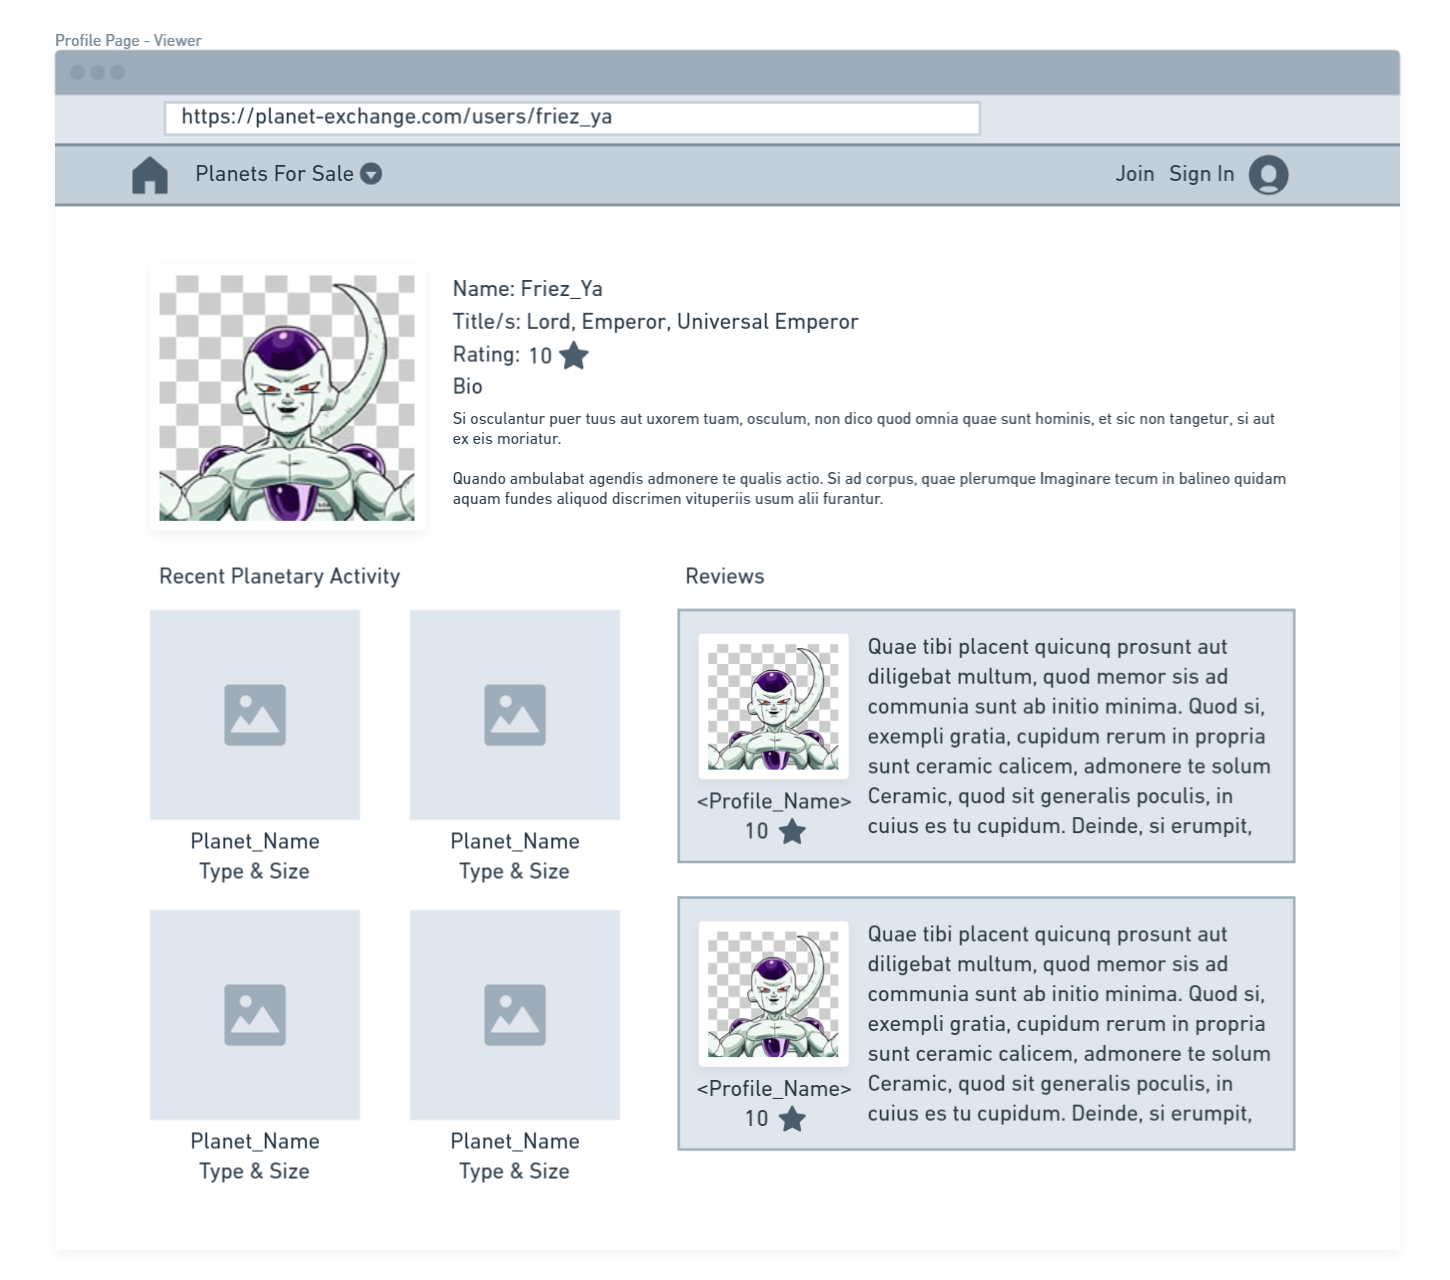 Profile Page - Viewer
https://planet-exchange.com/users/friez_ya
Planets For Sale
Join Sign In
Name: Friez_Ya
Title/s: Lord, Emperor, Universal Emperor
Rating: 10
Bio
Si osculantur puer tuus aut uxorem tuam, osculum, non dico quod omnia quae sunt hominis, et sic non tangetur, si aut
ex eis moriatur.
Quando ambulabat agendis admonere te qualis actio. Si ad corpus, quae plerumque Imaginare tecum in balineo quidam
aquam fundes aliquod discrimen vituperiis usum alii furantur.
Recent Planetary Activity
Planet_Name
Type & Size
Planet_Name
Type & Size
Planet_Name
Type & Size
Planet_Name
Type & Size
Reviews
<Profile_Name>
10
Quae tibi placent quicunq prosunt aut
diligebat multum, quod memor sis ad
communia sunt ab initio minima. Quod si,
exempli gratia, cupidum rerum in propria
sunt ceramic calicem, admonere te solum
Ceramic, quod sit generalis poculis, in
cuius es tu cupidum. Deinde, si erumpit,
<Profile_Name>
10
Quae tibi placent quicunq prosunt aut
diligebat multum, quod memor sis ad
communia sunt ab initio minima. Quod si,
exempli gratia, cupidum rerum in propria
sunt ceramic calicem, admonere te solum
Ceramic, quod sit generalis poculis, in
cuius es tu cupidum. Deinde, si erumpit,